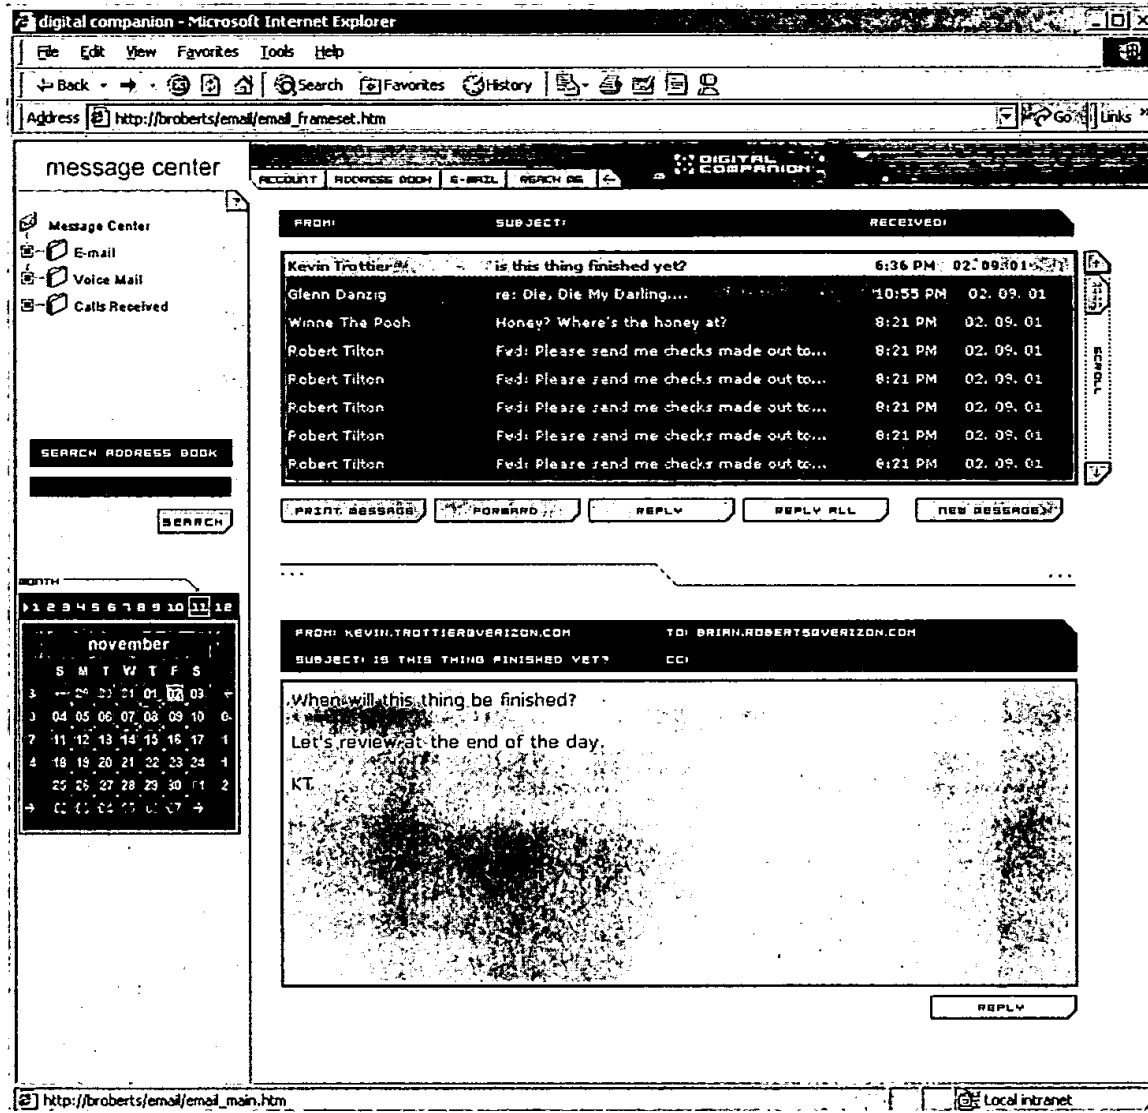 digital companion - Microsoft Internet Explorer
File Edit View Favorites Tools Help
Back Search Favorites History
Address http://broberts/email/email_frameset.htm Go Links »
message center
ACCOUNT ADDRESS BOOK E-MAIL REACH ME
DIGITAL COMPANION
?
Message Center
E-mail
Voice Mail
Calls Received
FROM: SUBJECT: RECEIVED:
Kevin Trottier is this thing finished yet? 6:36 PM 02. 09. 01
Glenn Danzig re: Die, Die My Darling.... 10:55 PM 02. 09. 01
Winne The Pooh Honey? Where's the honey at? 8:21 PM 02. 09. 01
Robert Tilton Fwd: Please send me checks made out to... 8:21 PM 02. 09. 01
Robert Tilton Fwd: Please send me checks made out to... 8:21 PM 02. 09. 01
Robert Tilton Fwd: Please send me checks made out to... 8:21 PM 02. 09. 01
Robert Tilton Fwd: Please send me checks made out to... 8:21 PM 02. 09. 01
Robert Tilton Fwd: Please send me checks made out to... 8:21 PM 02. 09. 01
SCROLL
PRINT MESSAGE FORWARD REPLY REPLY ALL NEW MESSAGE
SEARCH ADDRESS BOOK
SEARCH
MONTH
1 2 3 4 5 6 7 8 9 10 11 12
november
S M T W T F S
01 02 03
04 05 06 07 08 09 10
11 12 13 14 15 16 17
18 19 20 21 22 23 24
25 26 27 28 29 30
FROM: KEVIN.TROTTIER@VERIZON.COM TO: BRIAN.ROBERTS@VERIZON.COM
SUBJECT: IS THIS THING FINISHED YET? CC:
When will this thing be finished?
Let's review at the end of the day.
KT
REPLY
http://broberts/email/email_main.htm Local intranet